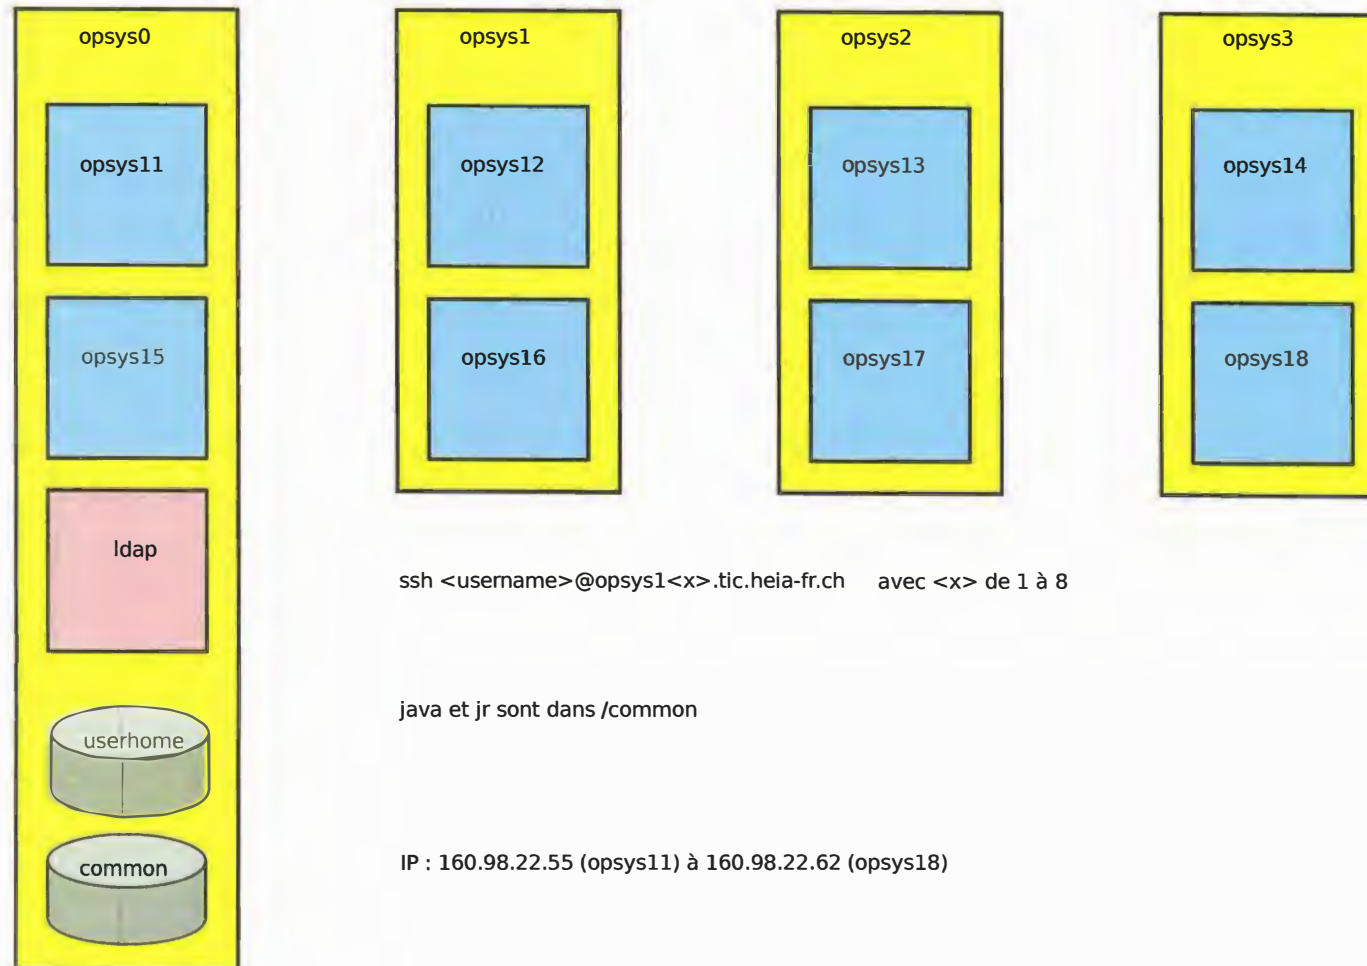 opsys0
opsys1
opsys2
opsys3
opsys11
opsys12
opsys13
opsys14
opsys15
opsys16
opsys17
opsys18
ldap
ssh <username>@opsys1<x>.tic.heia-fr.ch avec <x> de 1 à 8
java et jr sont dans /common
userhome
common
IP : 160.98.22.55 (opsys11) à 160.98.22.62 (opsys18)